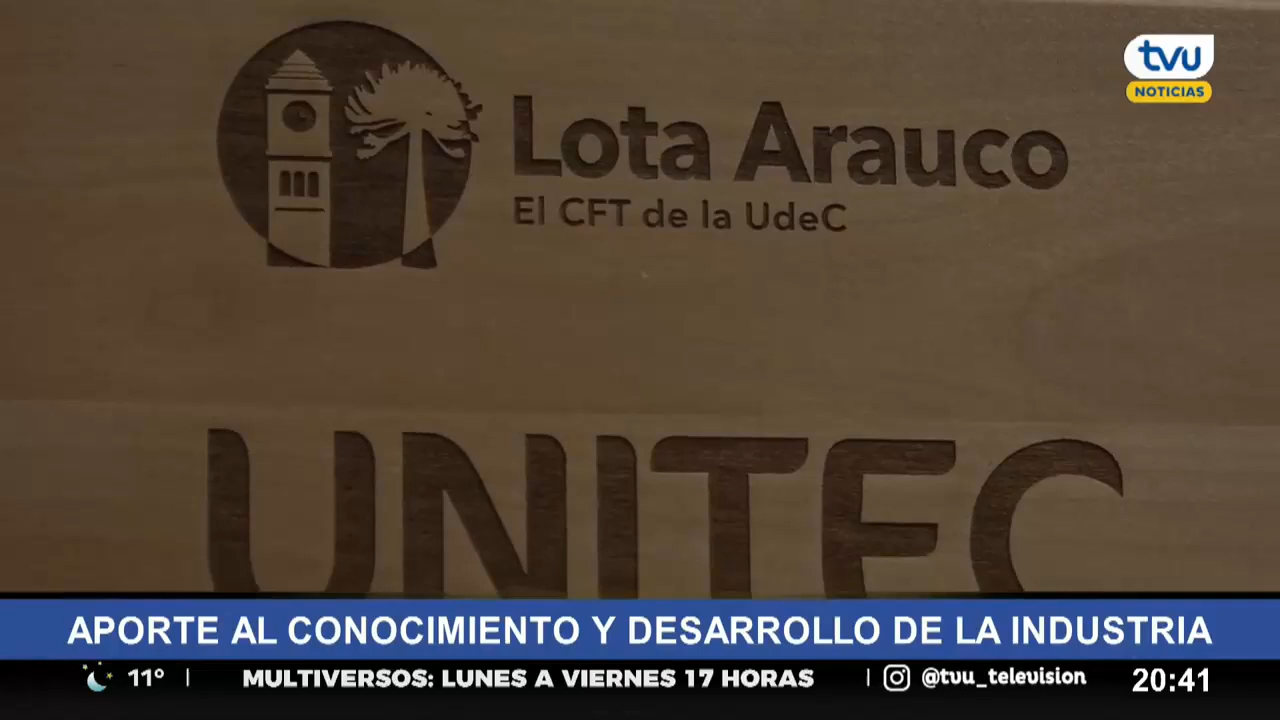 tvu
NOTICIAS
Lota Arauco
El CFT de la UdeC
UNITEC
APORTE AL CONOCIMIENTO Y DESARROLLO DE LA INDUSTRIA
11° | MULTIVERSOS: LUNES A VIERNES 17 HORAS | @tvu_television 20:41